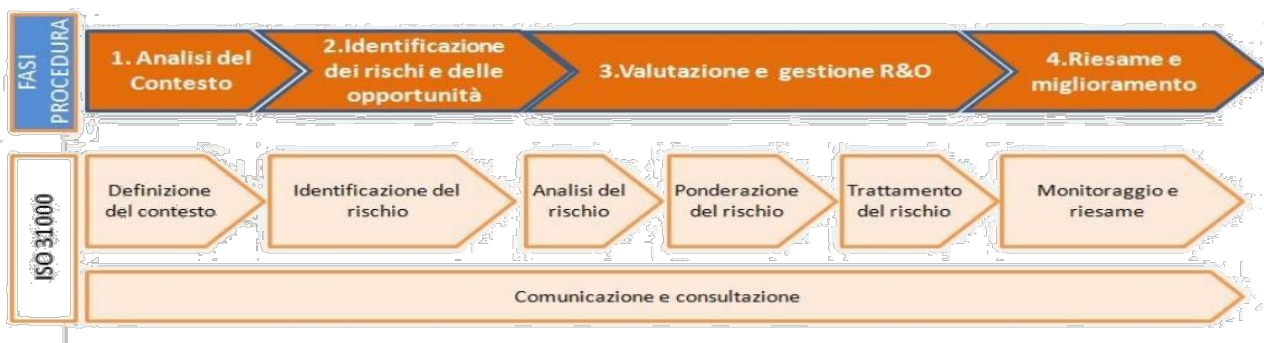 FASI
PROCEDURA
1. Analisi del
Contesto
2.Identificazione
dei rischi e delle
opportunità
3.Valutazione e gestione R&O
4.Riesame e
miglioramento
ISO 31000
Definizione
del contesto
Identificazione del
rischio
Analisi del
rischio
Ponderazione
del rischio
Trattamento
del rischio
Monitoraggio e
riesame
Comunicazione e consultazione